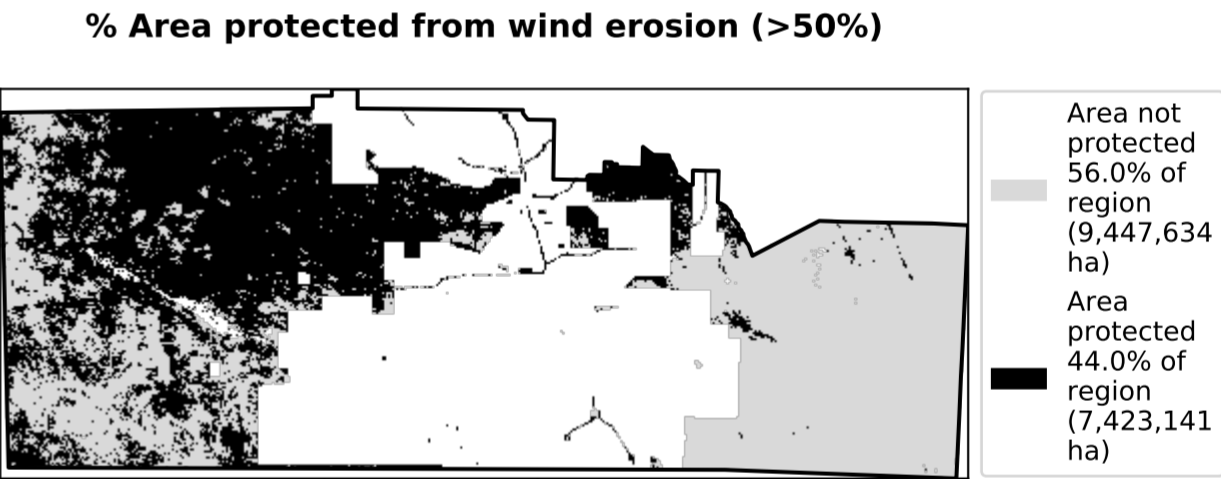 % Area protected from wind erosion (>50%)
Area not
protected
56.0% of
region
(9,447,634
ha)
Area
protected
44.0% of
region
(7,423,141
ha)